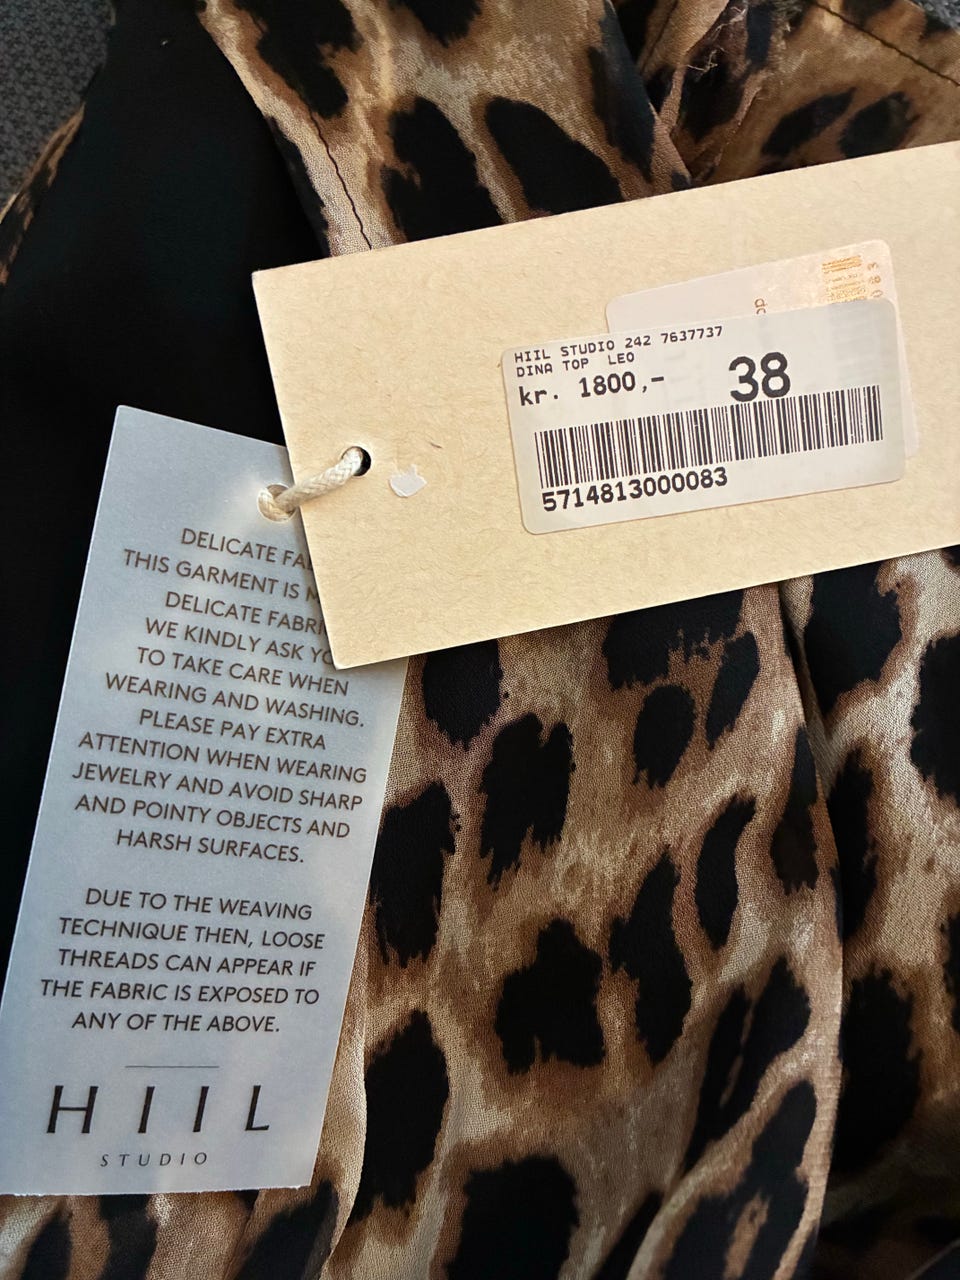 HIIL STUDIO 242 7637737
DINA TOP LEO
kr. 1800,-
38
5714813000083
DELICATE
THIS GARMENT IS
DELICATE
WE KINDLY ASK
TO TAKE CARE WHEN
WEARING AND WASHING.
PLEASE PAY EXTRA
ATTENTION WHEN WEARING
JEWELRY AND AVOID SHARP
AND POINTY OBJECTS AND
HARSH SURFACES.
DUE TO THE WEAVING
TECHNIQUE THEN, LOOSE
THREADS CAN APPEAR IF
THE FABRIC IS EXPOSED TO
ANY OF THE ABOVE.
HIIL
STUDIO